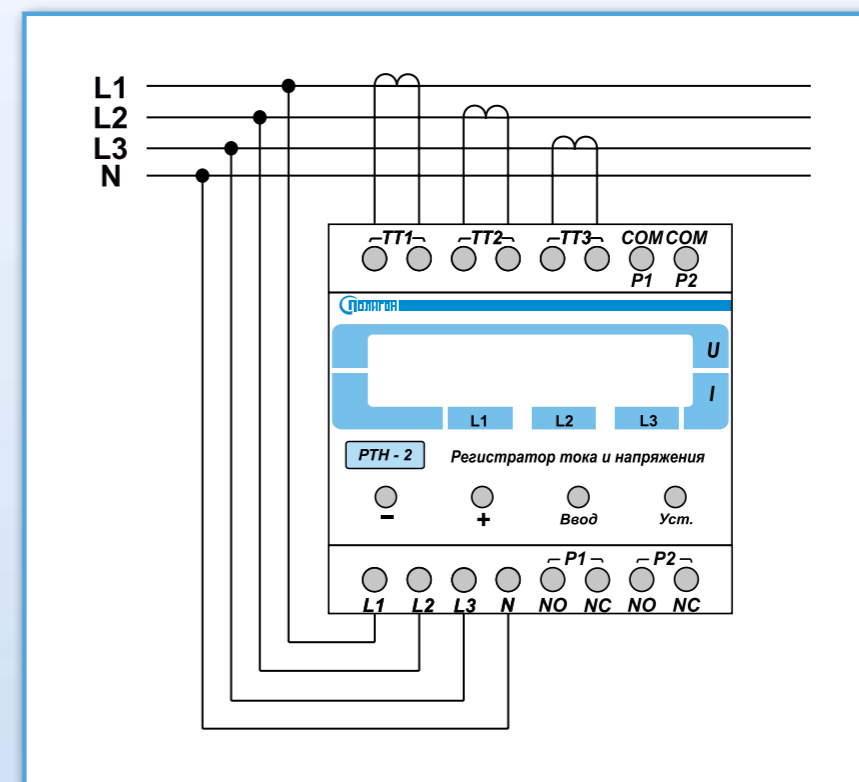 L1
L2
L3
N
TT1 TT2 TT3 COM COM
P1 P2
ПОЛИГОН
U
I
L1 L2 L3
РТН - 2 Регистратор тока и напряжения
- + Ввод Уст.
P1 P2
L1 L2 L3 N NO NC NO NC